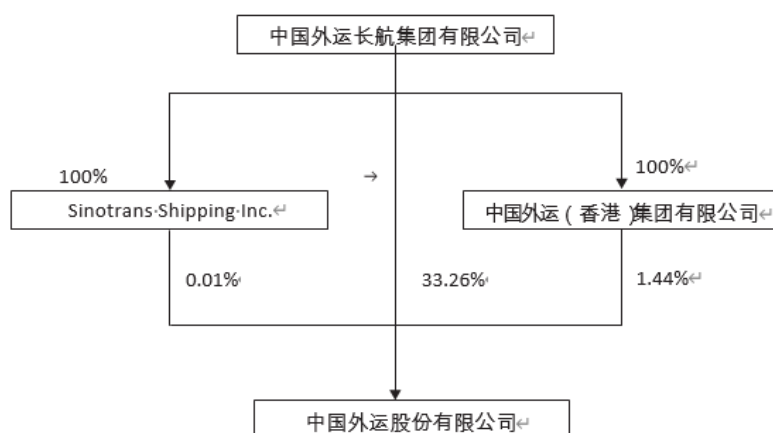 中国外运长航集团有限公司↵
100%
→
100%↵
Sinotrans·Shipping·Inc.↵
中国外运（香港）集团有限公司↵
0.01%
33.26%
1.44%↵
中国外运股份有限公司↵